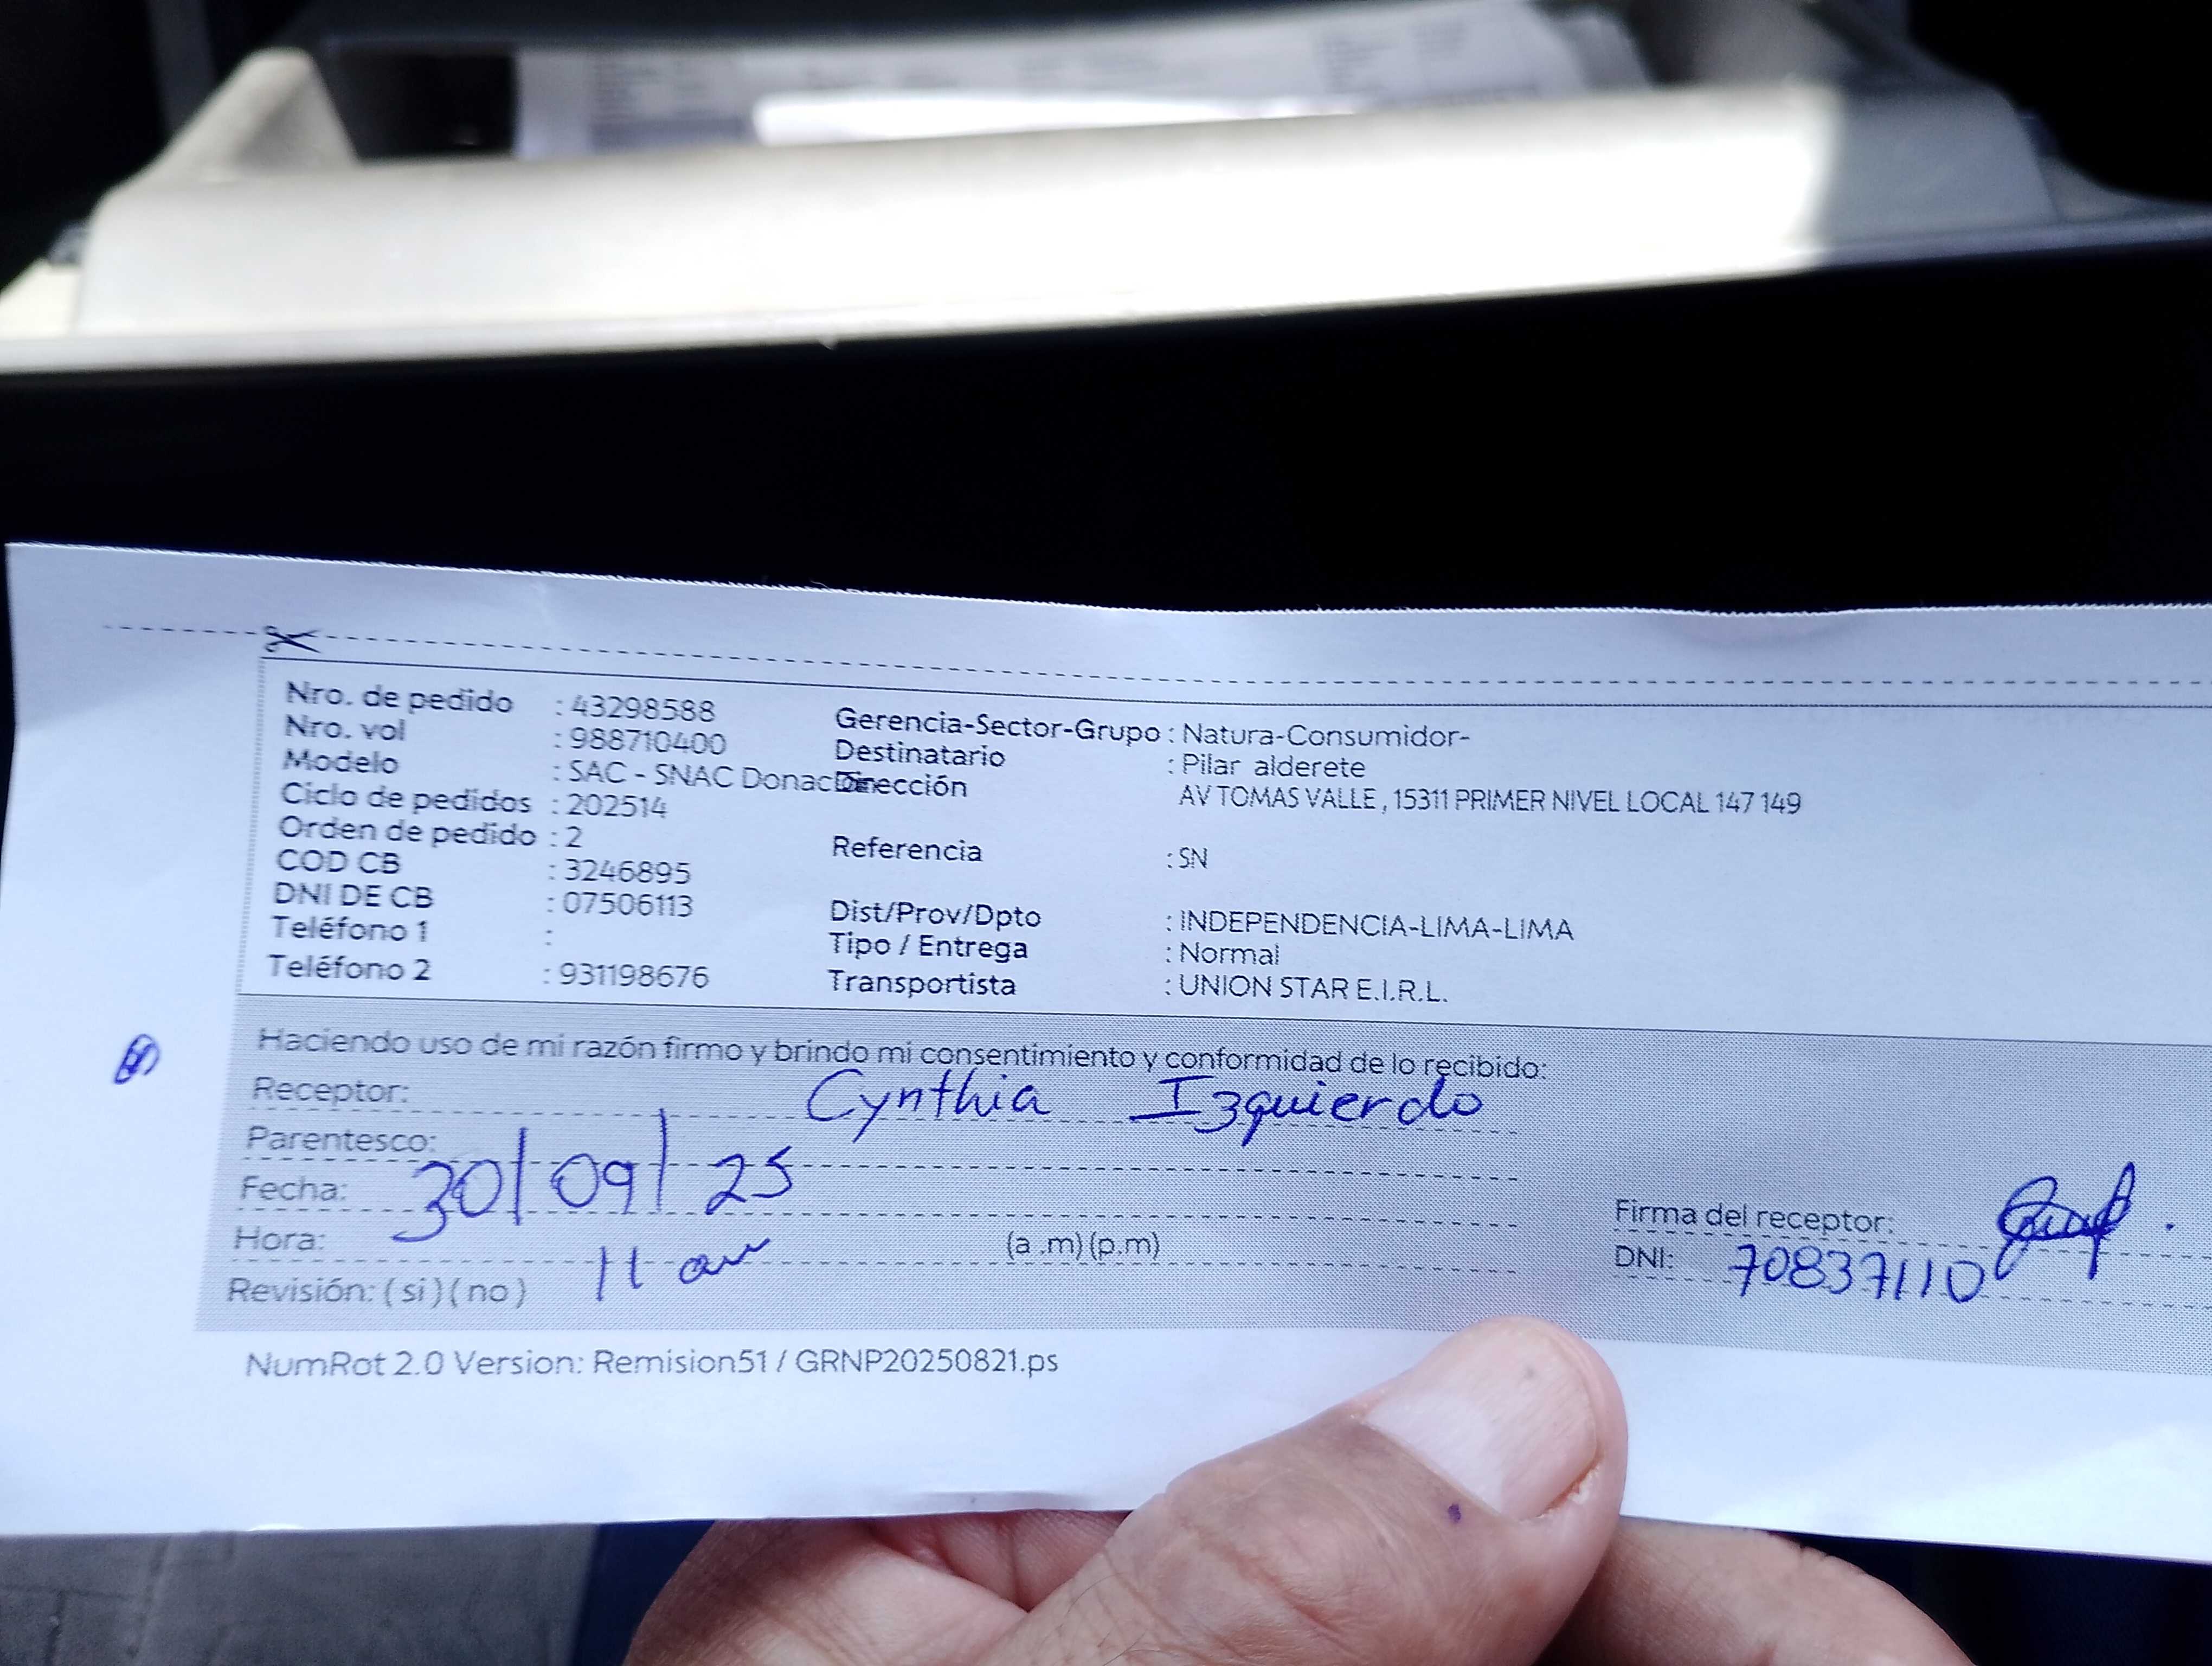 Nro. de pedido : 43298588
Nro. vol : 988710400
Modelo : SAC - SNAC Donacion
Ciclo de pedidos : 202514
Orden de pedido : 2
COD CB : 3246895
DNI DE CB : 07506113
Teléfono 1 :
Teléfono 2 : 931198676
Gerencia-Sector-Grupo : Natura-Consumidor-
Destinatario : Pilar alderete
Dirección AV TOMAS VALLE , 15311 PRIMER NIVEL LOCAL 147 149
Referencia : SN
Dist/Prov/Dpto : INDEPENDENCIA-LIMA-LIMA
Tipo / Entrega : Normal
Transportista : UNION STAR E.I.R.L.
Haciendo uso de mi razón firmo y brindo mi consentimiento y conformidad de lo recibido:
Receptor: Cynthia Izquierdo
Parentesco:
Fecha: 30/09/25
Hora: 11 am (a .m) (p.m)
Revisión: ( si ) ( no )
Firma del receptor:
DNI: 70837110
NumRot 2.0 Version: Remision51 / GRNP20250821.ps